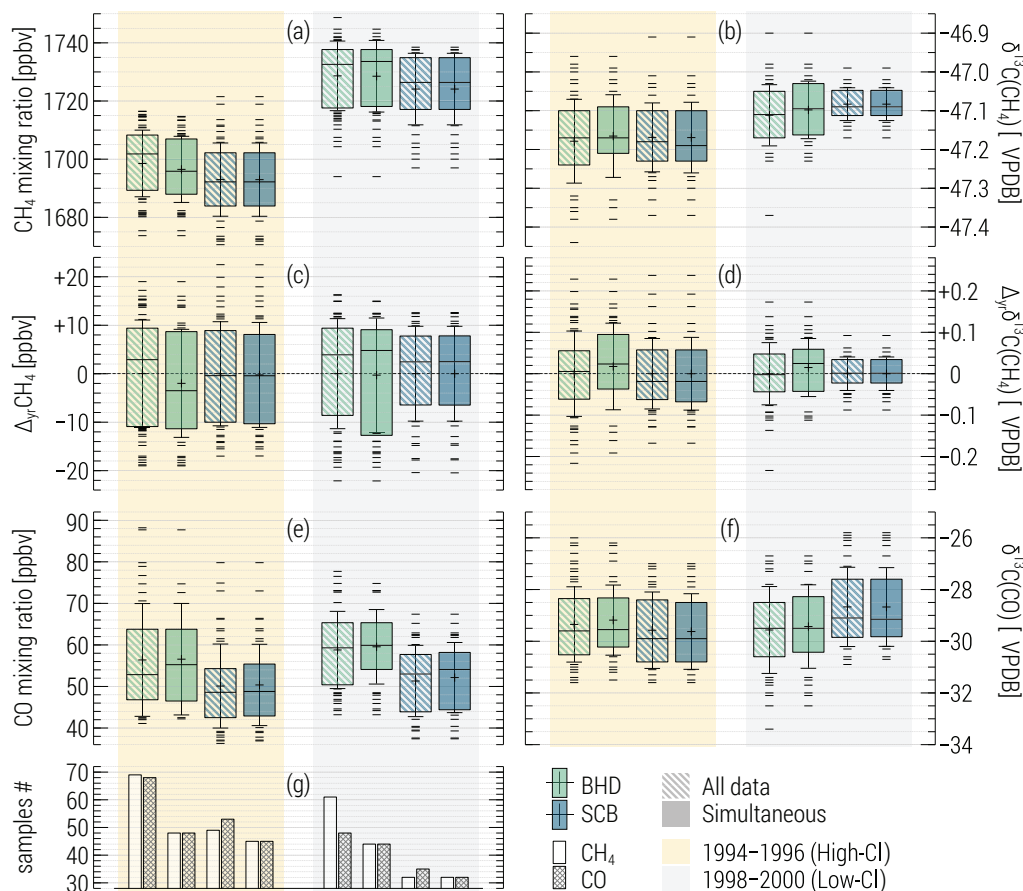 (a)
CH₄ mixing ratio [ppbv]
1740
1720
1700
1680
(b)
δ¹³C(CH₄) [ VPDB]
−46.9
−47.0
−47.1
−47.2
−47.3
−47.4
(c)
ΔyrCH₄ [ppbv]
+20
+10
0
−10
−20
(d)
Δyrδ¹³C(CH₄) [ VPDB]
+0.2
+0.1
0
−0.1
−0.2
(e)
CO mixing ratio [ppbv]
90
80
70
60
50
40
(f)
δ¹³C(CO) [ VPDB]
−26
−28
−30
−32
−34
(g)
samples #
70
60
50
40
30
BHD
SCB
CH₄
CO
All data
Simultaneous
1994–1996 (High-Cl)
1998–2000 (Low-Cl)